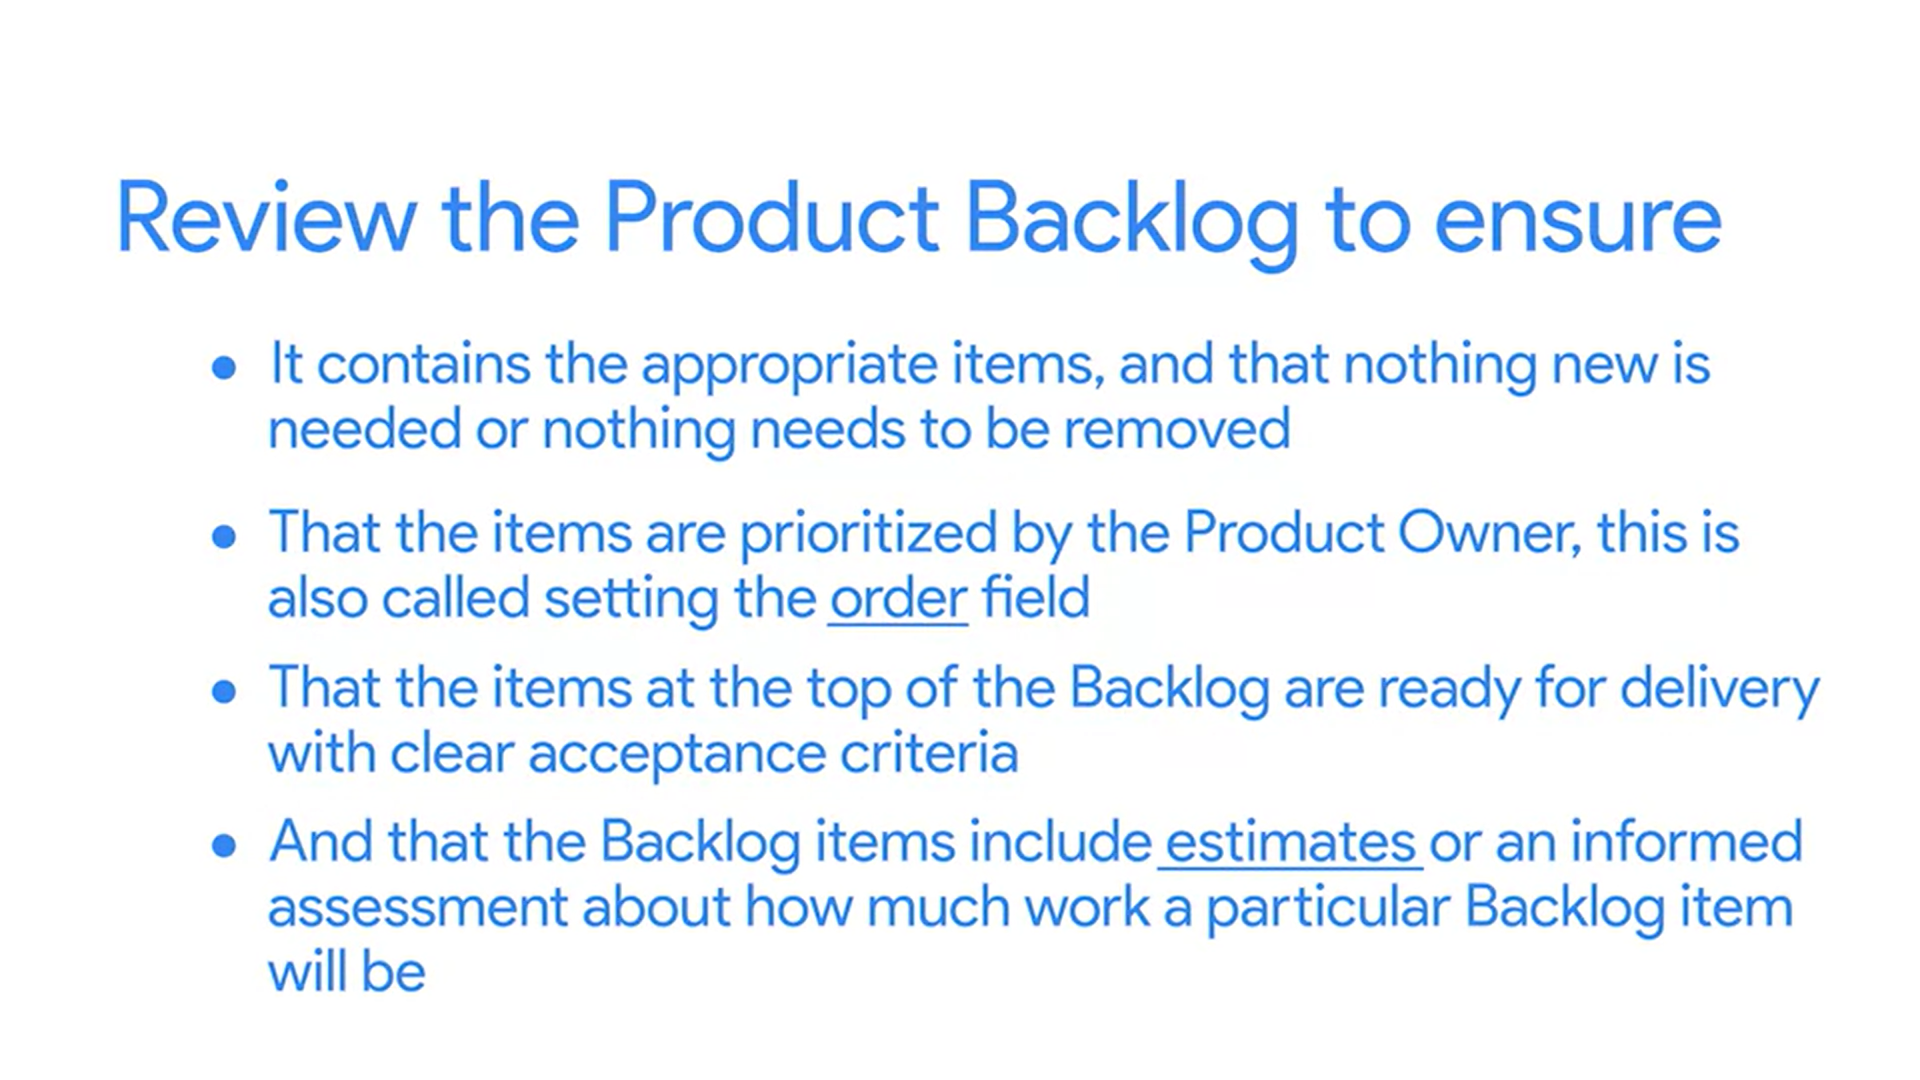 Review the Product Backlog to ensure
● It contains the appropriate items, and that nothing new is
needed or nothing needs to be removed
● That the items are prioritized by the Product Owner, this is
also called setting the order field
● That the items at the top of the Backlog are ready for delivery
with clear acceptance criteria
● And that the Backlog items include estimates or an informed
assessment about how much work a particular Backlog item
will be